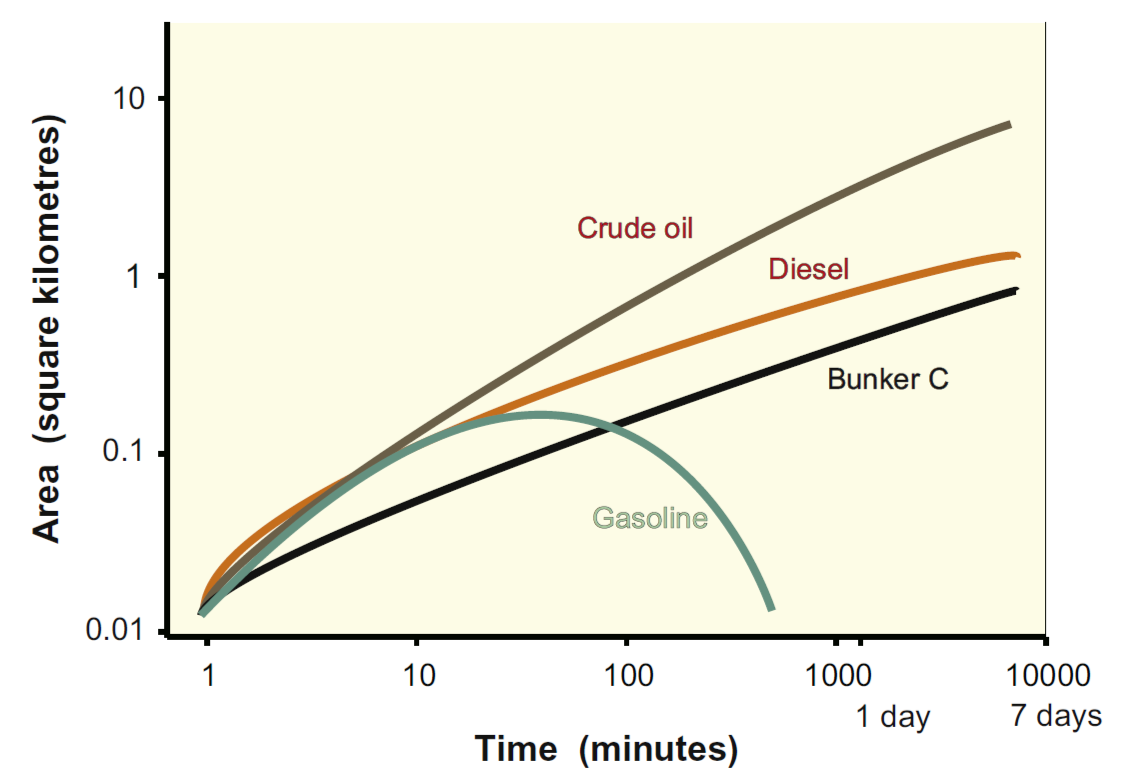 Area (square kilometres)
10
1
0.1
0.01
Crude oil
Diesel
Bunker C
Gasoline
1 10 100 1000 10000
1 day 7 days
Time (minutes)